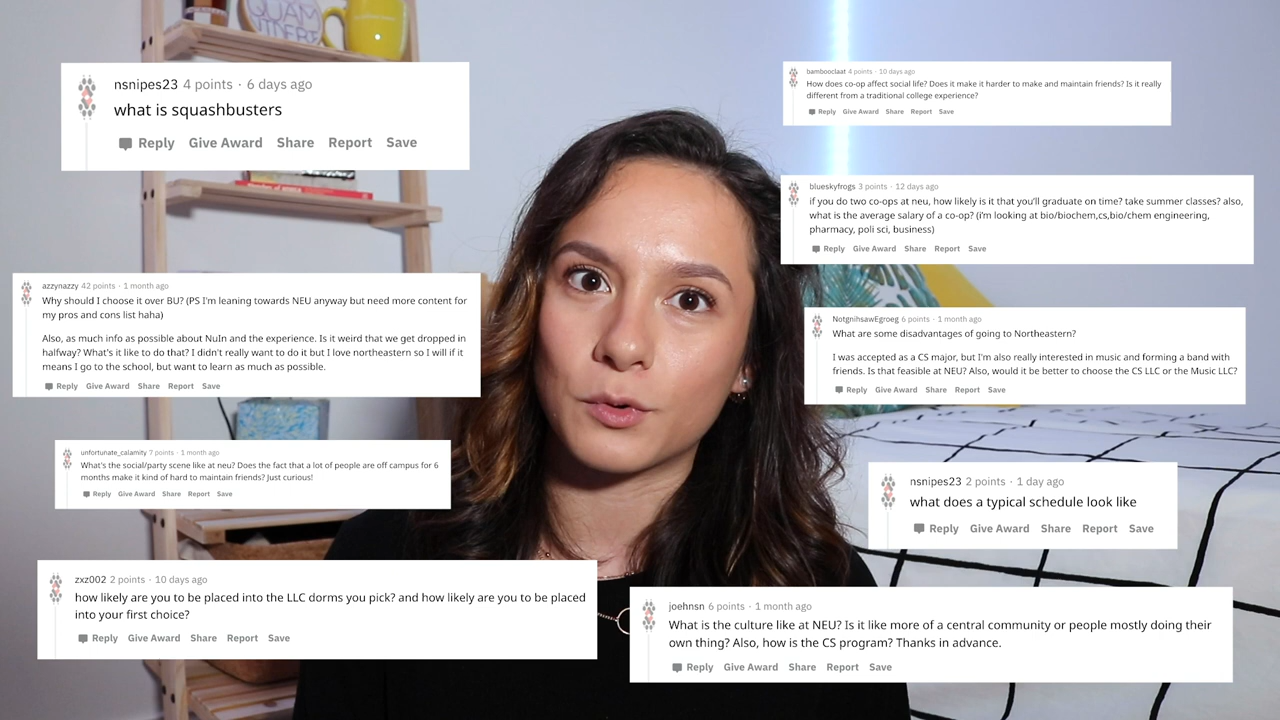 QUAM
VIDERI
nsnipes23 4 points · 6 days ago
what is squashbusters
Reply Give Award Share Report Save
azzynazzy 42 points · 1 month ago
Why should I choose it over BU? (PS I'm leaning towards NEU anyway but need more content for
my pros and cons list haha)
Also, as much info as possible about NuIn and the experience. Is it weird that we get dropped in
halfway? What's it like to do that? I didn't really want to do it but I love northeastern so I will if it
means I go to the school, but want to learn as much as possible.
Reply Give Award Share Report Save
unfortunate_calamity 7 points · 1 month ago
What's the social/party scene like at neu? Does the fact that a lot of people are off campus for 6
months make it kind of hard to maintain friends? Just curious!
Reply Give Award Share Report Save
zxz002 2 points · 10 days ago
how likely are you to be placed into the LLC dorms you pick? and how likely are you to be placed
into your first choice?
Reply Give Award Share Report Save
bambooclaat 4 points · 10 days ago
How does co-op affect social life? Does it make it harder to make and maintain friends? Is it really
different from a traditional college experience?
Reply Give Award Share Report Save
blueskyfrogs 3 points · 12 days ago
if you do two co-ops at neu, how likely is it that you'll graduate on time? take summer classes? also,
what is the average salary of a co-op? (i'm looking at bio/biochem,cs,bio/chem engineering,
pharmacy, poli sci, business)
Reply Give Award Share Report Save
NotgnihsawEgroeg 6 points · 1 month ago
What are some disadvantages of going to Northeastern?
I was accepted as a CS major, but I'm also really interested in music and forming a band with
friends. Is that feasible at NEU? Also, would it be better to choose the CS LLC or the Music LLC?
Reply Give Award Share Report Save
nsnipes23 2 points · 1 day ago
what does a typical schedule look like
Reply Give Award Share Report Save
joehnsn 6 points · 1 month ago
What is the culture like at NEU? Is it like more of a central community or people mostly doing their
own thing? Also, how is the CS program? Thanks in advance.
Reply Give Award Share Report Save